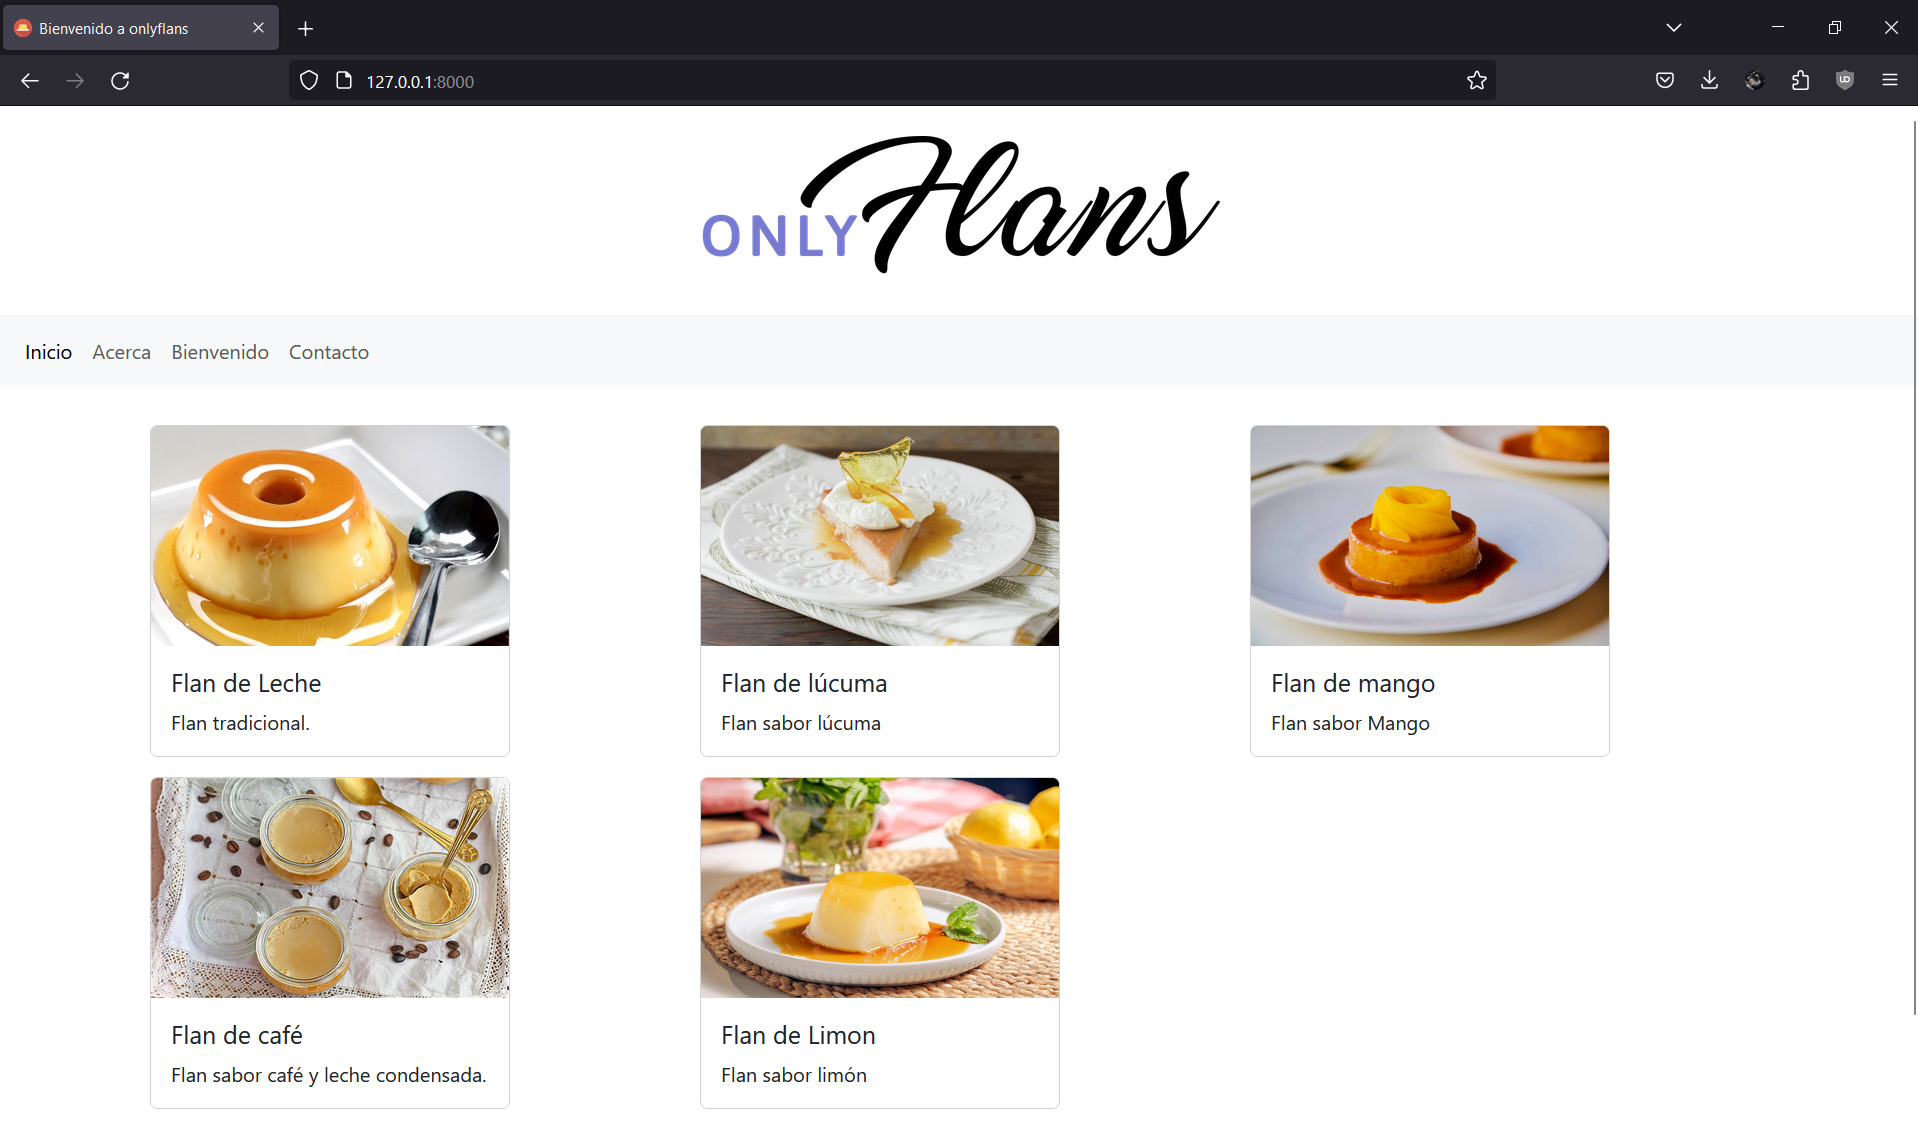 Bienvenido a onlyflans
127.0.0.1:8000
ONLY Flans
Inicio Acerca Bienvenido Contacto
Flan de Leche
Flan tradicional.
Flan de lúcuma
Flan sabor lúcuma
Flan de mango
Flan sabor Mango
Flan de café
Flan sabor café y leche condensada.
Flan de Limon
Flan sabor limón